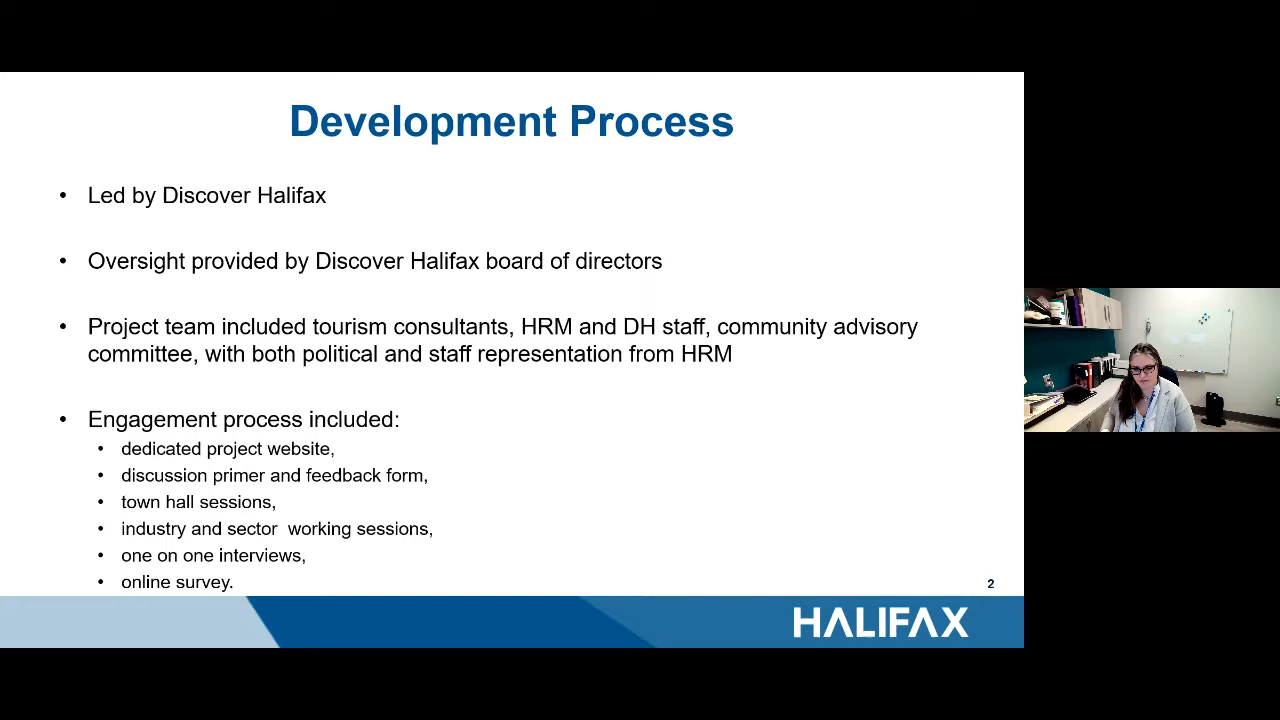 Development Process
• Led by Discover Halifax
• Oversight provided by Discover Halifax board of directors
• Project team included tourism consultants, HRM and DH staff, community advisory
committee, with both political and staff representation from HRM
• Engagement process included:
• dedicated project website,
• discussion primer and feedback form,
• town hall sessions,
• industry and sector  working sessions,
• one on one interviews,
• online survey.
2
HALIFAX